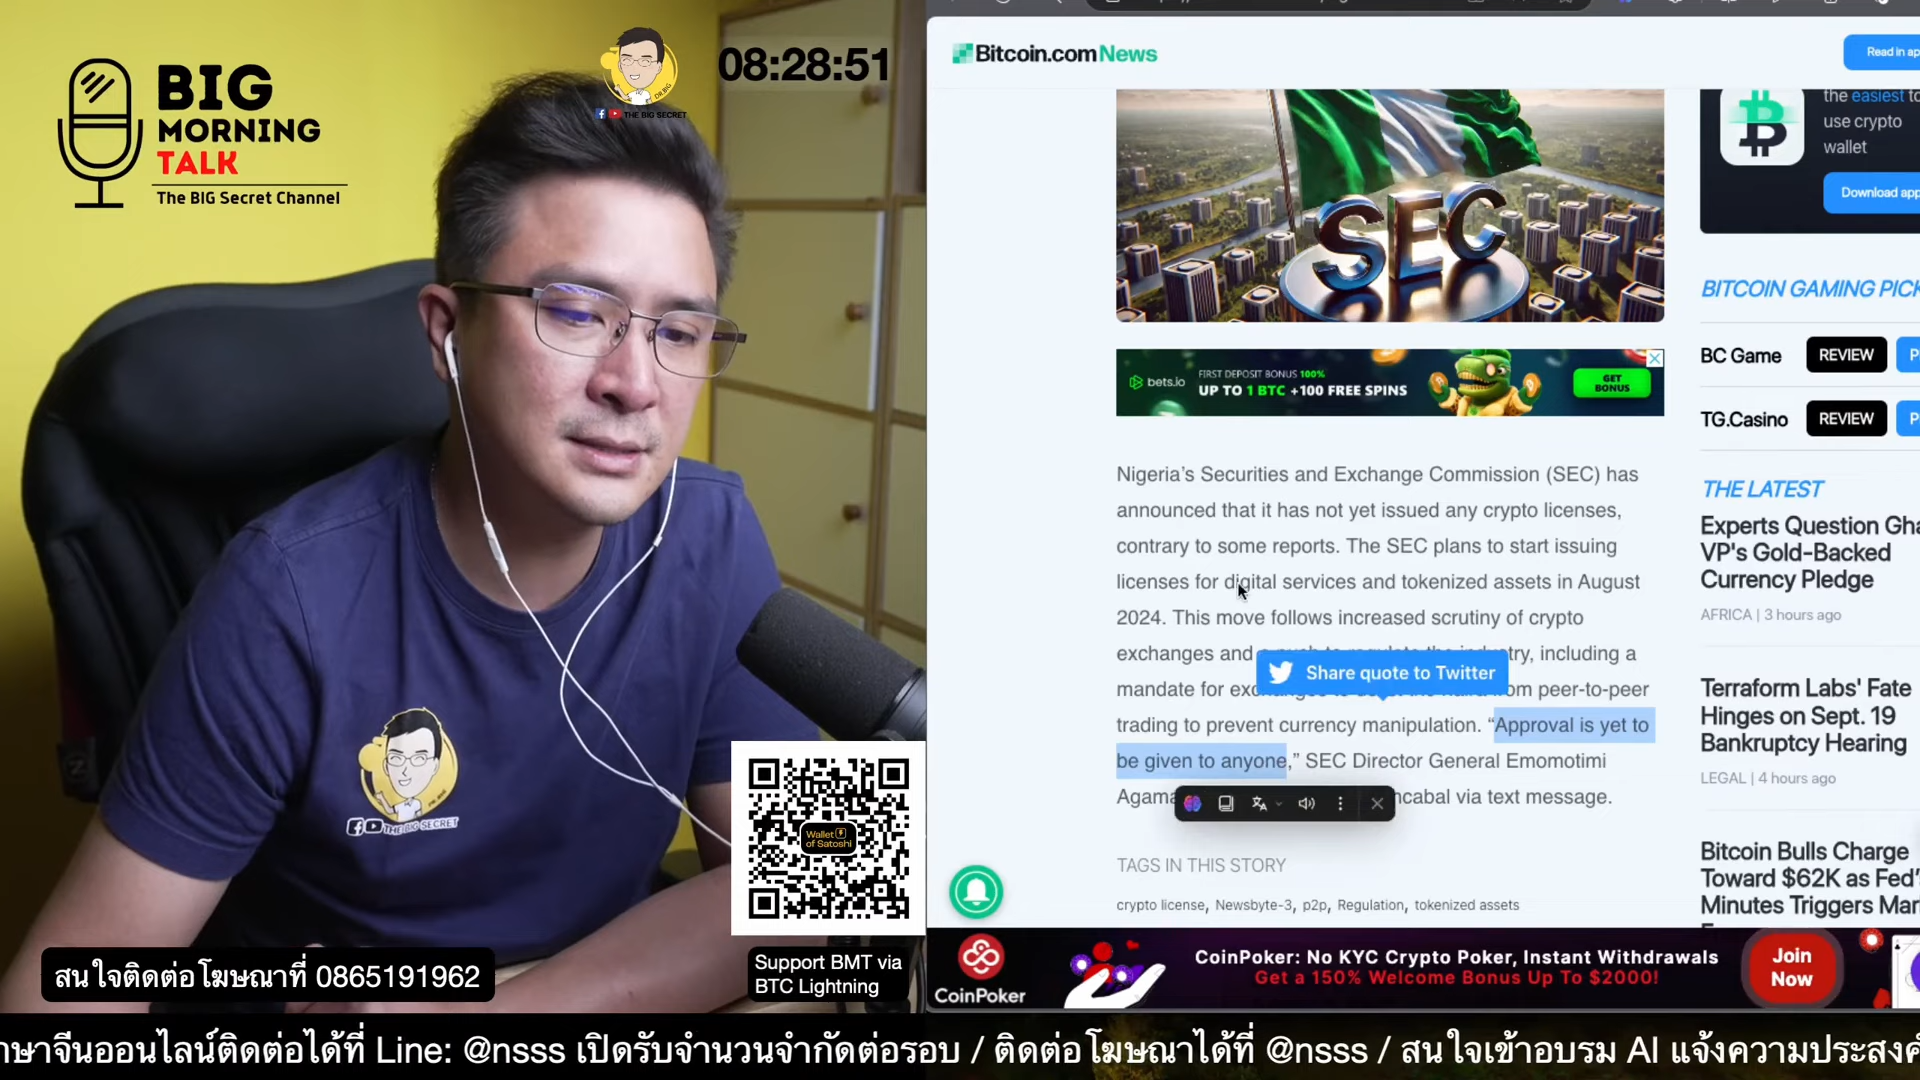 BIG
MORNING
TALK
The BIG Secret Channel
DR.BIG
THE BIG SECRET
08:28:51
THE BIG SECRET
Wallet
of Satoshi
สนใจติดต่อโฆษณาที่ 0865191962
Support BMT via
BTC Lightning
Bitcoin.com News
Read in ap
SEC
the easiest to
use crypto
wallet
Download app
bets.io
FIRST DEPOSIT BONUS 100%
UP TO 1 BTC +100 FREE SPINS
GET
BONUS
BITCOIN GAMING PICK
BC Game
REVIEW
P
TG.Casino
REVIEW
P
Nigeria’s Securities and Exchange Commission (SEC) has
announced that it has not yet issued any crypto licenses,
contrary to some reports. The SEC plans to start issuing
licenses for digital services and tokenized assets in August
2024. This move follows increased scrutiny of crypto
exchanges and industry, including a
mandate for from peer-to-peer
trading to prevent currency manipulation. “Approval is yet to
be given to anyone,” SEC Director General Emomotimi
Agama ncabal via text message.
Share quote to Twitter
TAGS IN THIS STORY
crypto license, Newsbyte-3, p2p, Regulation, tokenized assets
THE LATEST
Experts Question Gha
VP's Gold-Backed
Currency Pledge
AFRICA | 3 hours ago
Terraform Labs' Fate
Hinges on Sept. 19
Bankruptcy Hearing
LEGAL | 4 hours ago
Bitcoin Bulls Charge
Toward $62K as Fed’
Minutes Triggers Mar
CoinPoker
CoinPoker: No KYC Crypto Poker, Instant Withdrawals
Get a 150% Welcome Bonus Up To $2000!
Join
Now
าษาจีนออนไลน์ติดต่อได้ที่ Line: @nsss เปิดรับจำนวนจำกัดต่อรอบ / ติดต่อโฆษณาได้ที่ @nsss / สนใจเข้าอบรม AI แจ้งความประสงค์